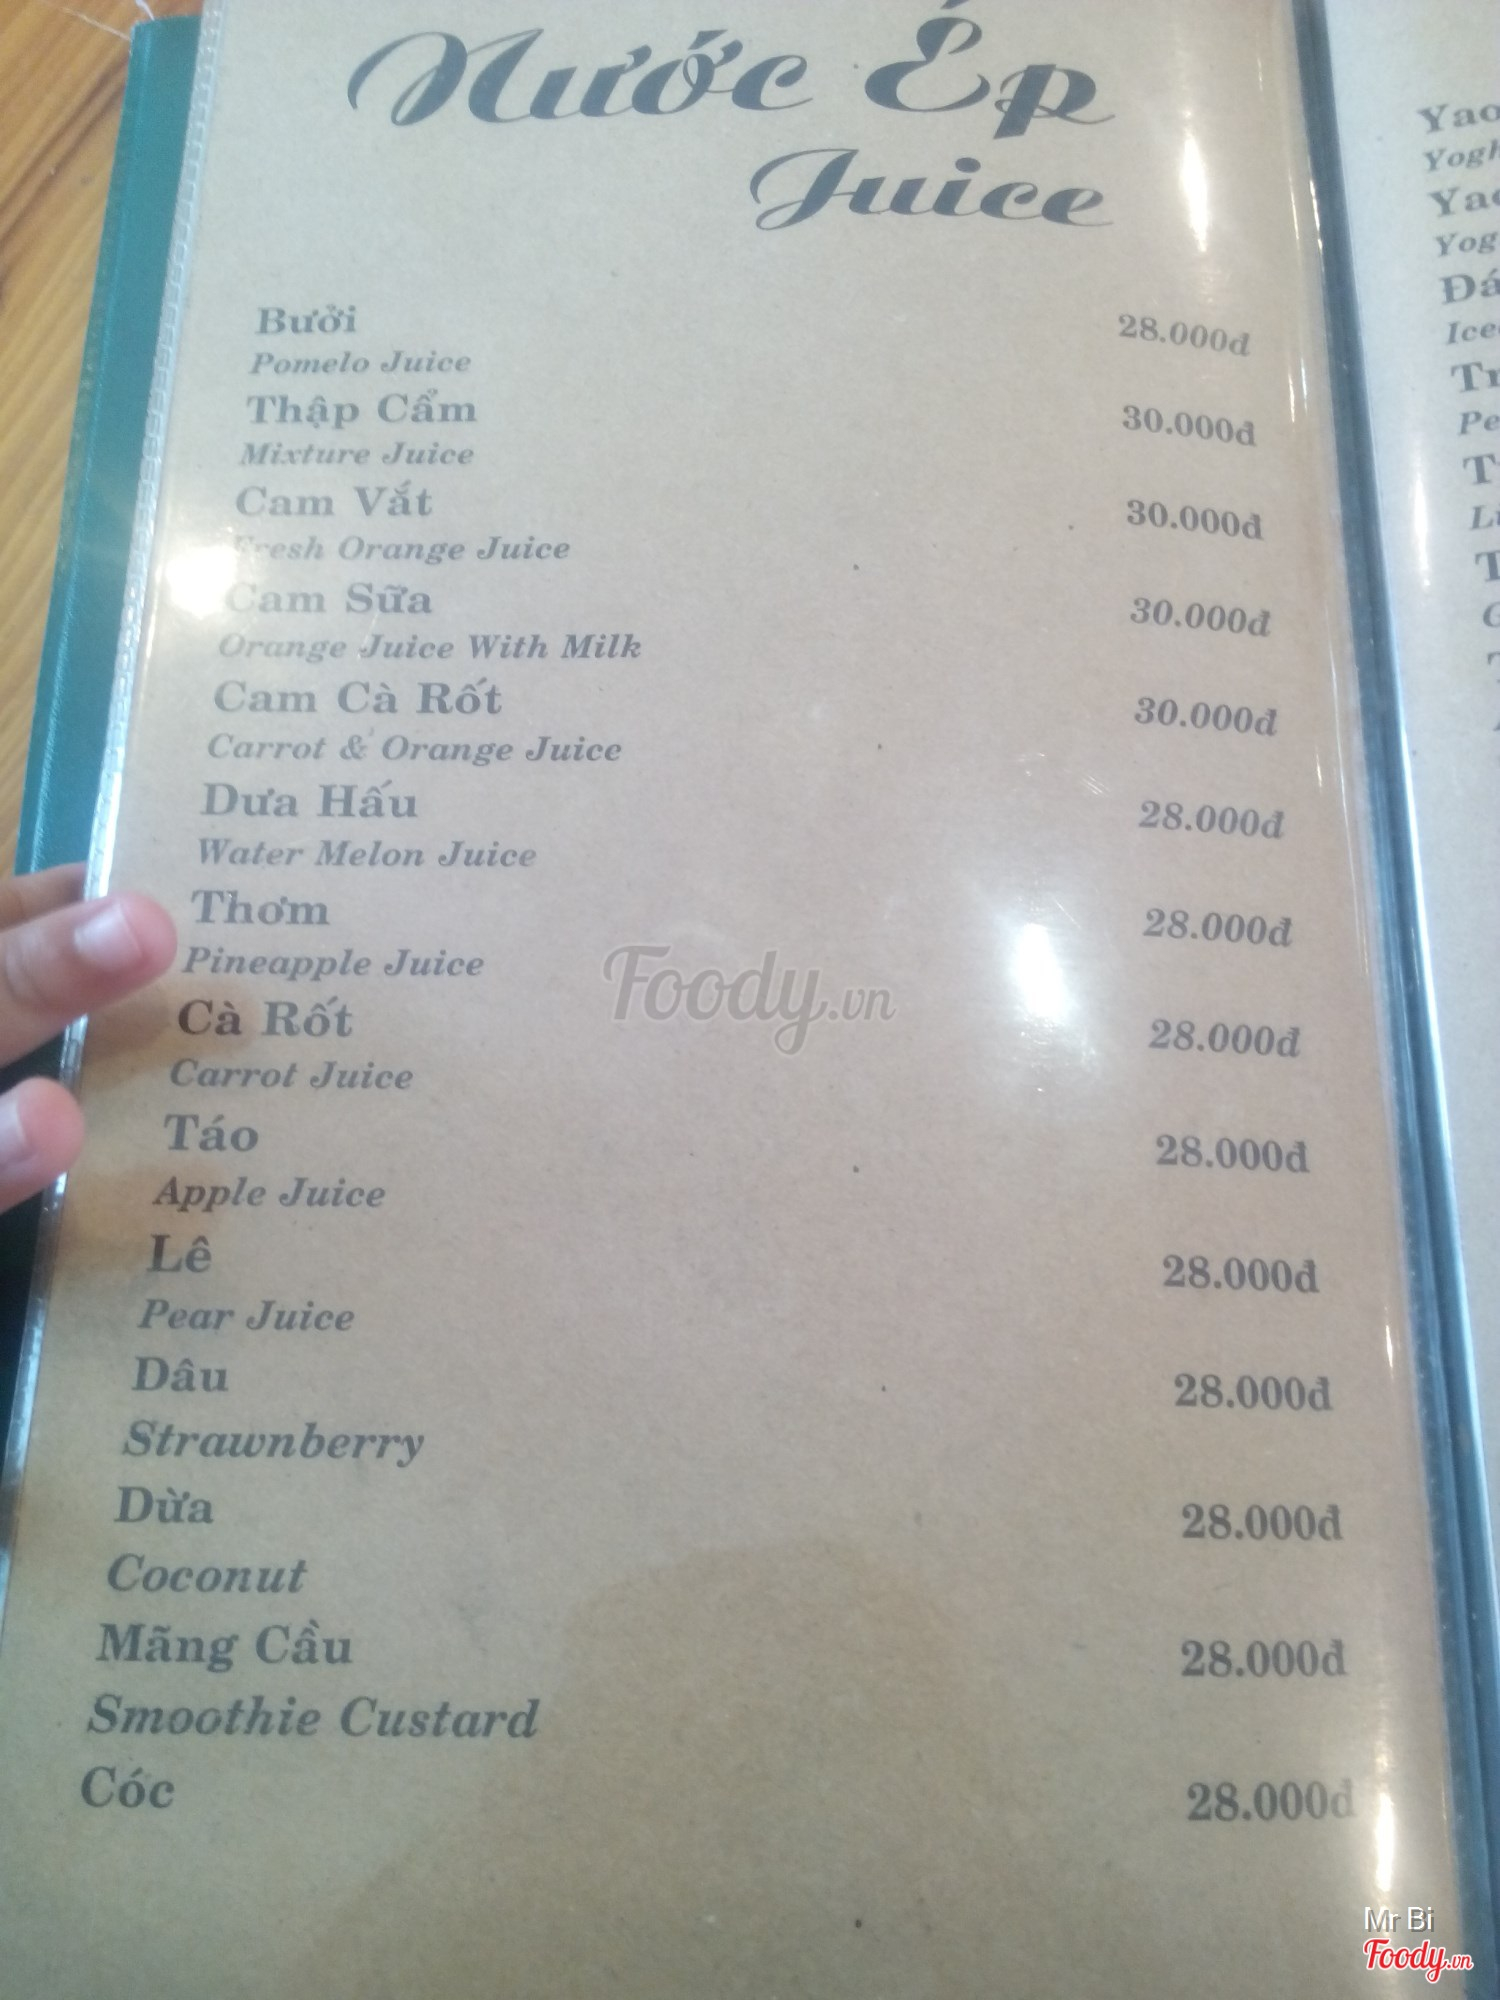 Nước Ép
Juice
Bưởi 28.000đ
Pomelo Juice
Thập Cẩm 30.000đ
Mixture Juice
Cam Vắt 30.000đ
Fresh Orange Juice
Cam Sữa 30.000đ
Orange Juice With Milk
Cam Cà Rốt 30.000đ
Carrot & Orange Juice
Dưa Hấu 28.000đ
Water Melon Juice
Thơm 28.000đ
Pineapple Juice
Cà Rốt 28.000đ
Carrot Juice
Táo 28.000đ
Apple Juice
Lê 28.000đ
Pear Juice
Dâu 28.000đ
Strawnberry
Dừa 28.000đ
Coconut
Mãng Cầu 28.000đ
Smoothie Custard
Cóc 28.000đ
Foody.vn
Mr Bi
Foody.vn